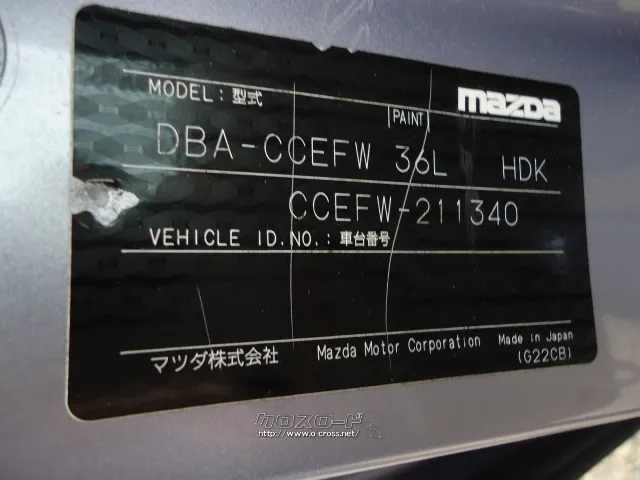 MODEL : 型式
mazda
PAINT
DBA-CCEFW 36L HDK
CCEFW-211340
VEHICLE ID.NO. : 車台番号
マツダ株式会社 Mazda Motor Corporation Made in Japan
(G22CB)
クロスロード
http://www.o-cross.net/